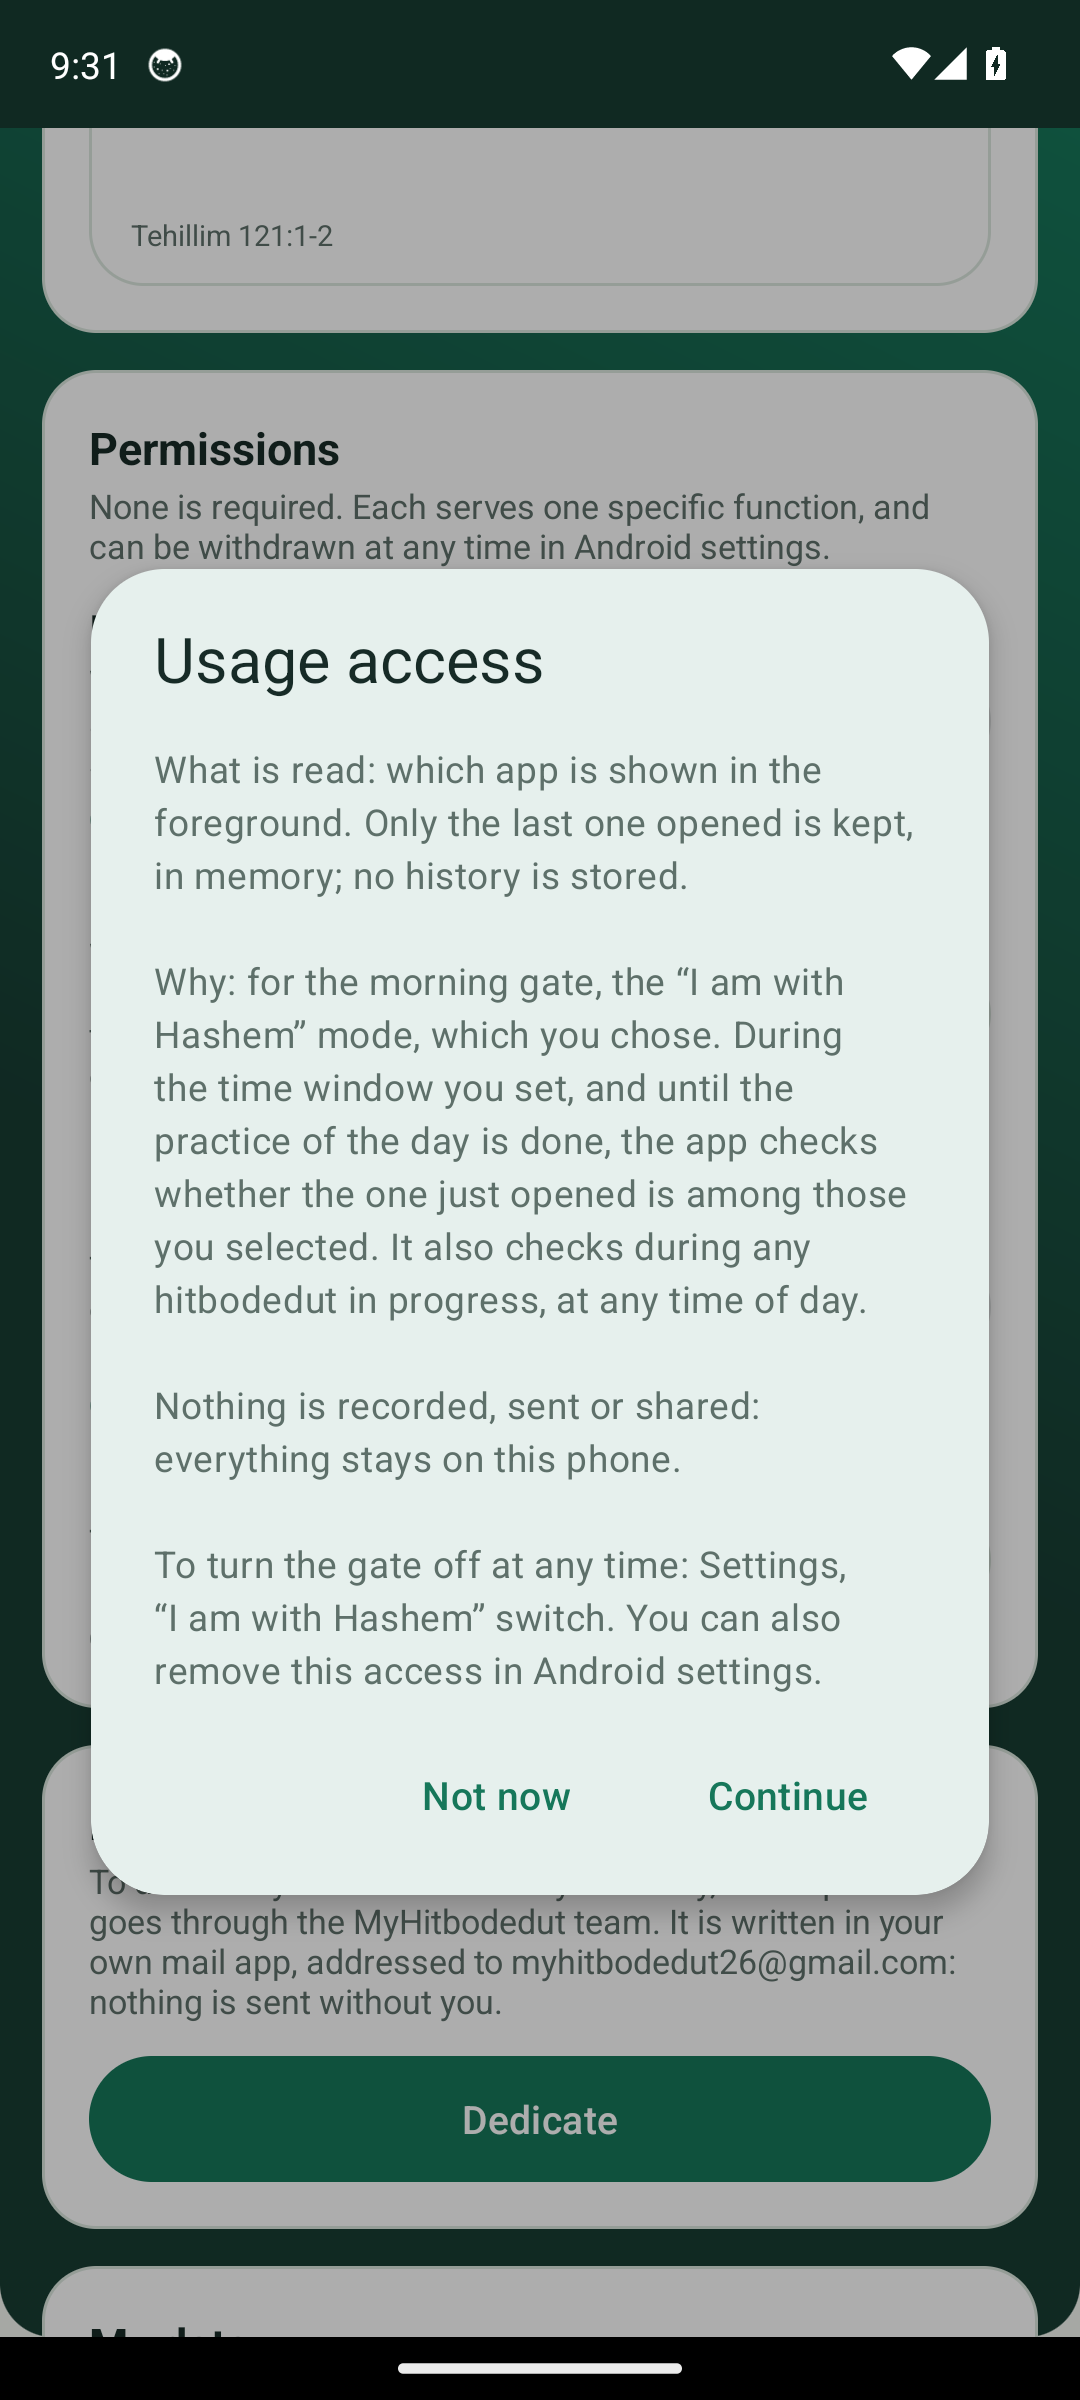 9:31
Tehillim 121:1-2
Permissions
None is required. Each serves one specific function, and
can be withdrawn at any time in Android settings.
Usage access
What is read: which app is shown in the
foreground. Only the last one opened is kept,
in memory; no history is stored.
Why: for the morning gate, the “I am with
Hashem” mode, which you chose. During
the time window you set, and until the
practice of the day is done, the app checks
whether the one just opened is among those
you selected. It also checks during any
hitbodedut in progress, at any time of day.
Nothing is recorded, sent or shared:
everything stays on this phone.
To turn the gate off at any time: Settings,
“I am with Hashem” switch. You can also
remove this access in Android settings.
Not now
Continue
To
goes through the MyHitbodedut team. It is written in your
own mail app, addressed to myhitbodedut26@gmail.com:
nothing is sent without you.
Dedicate